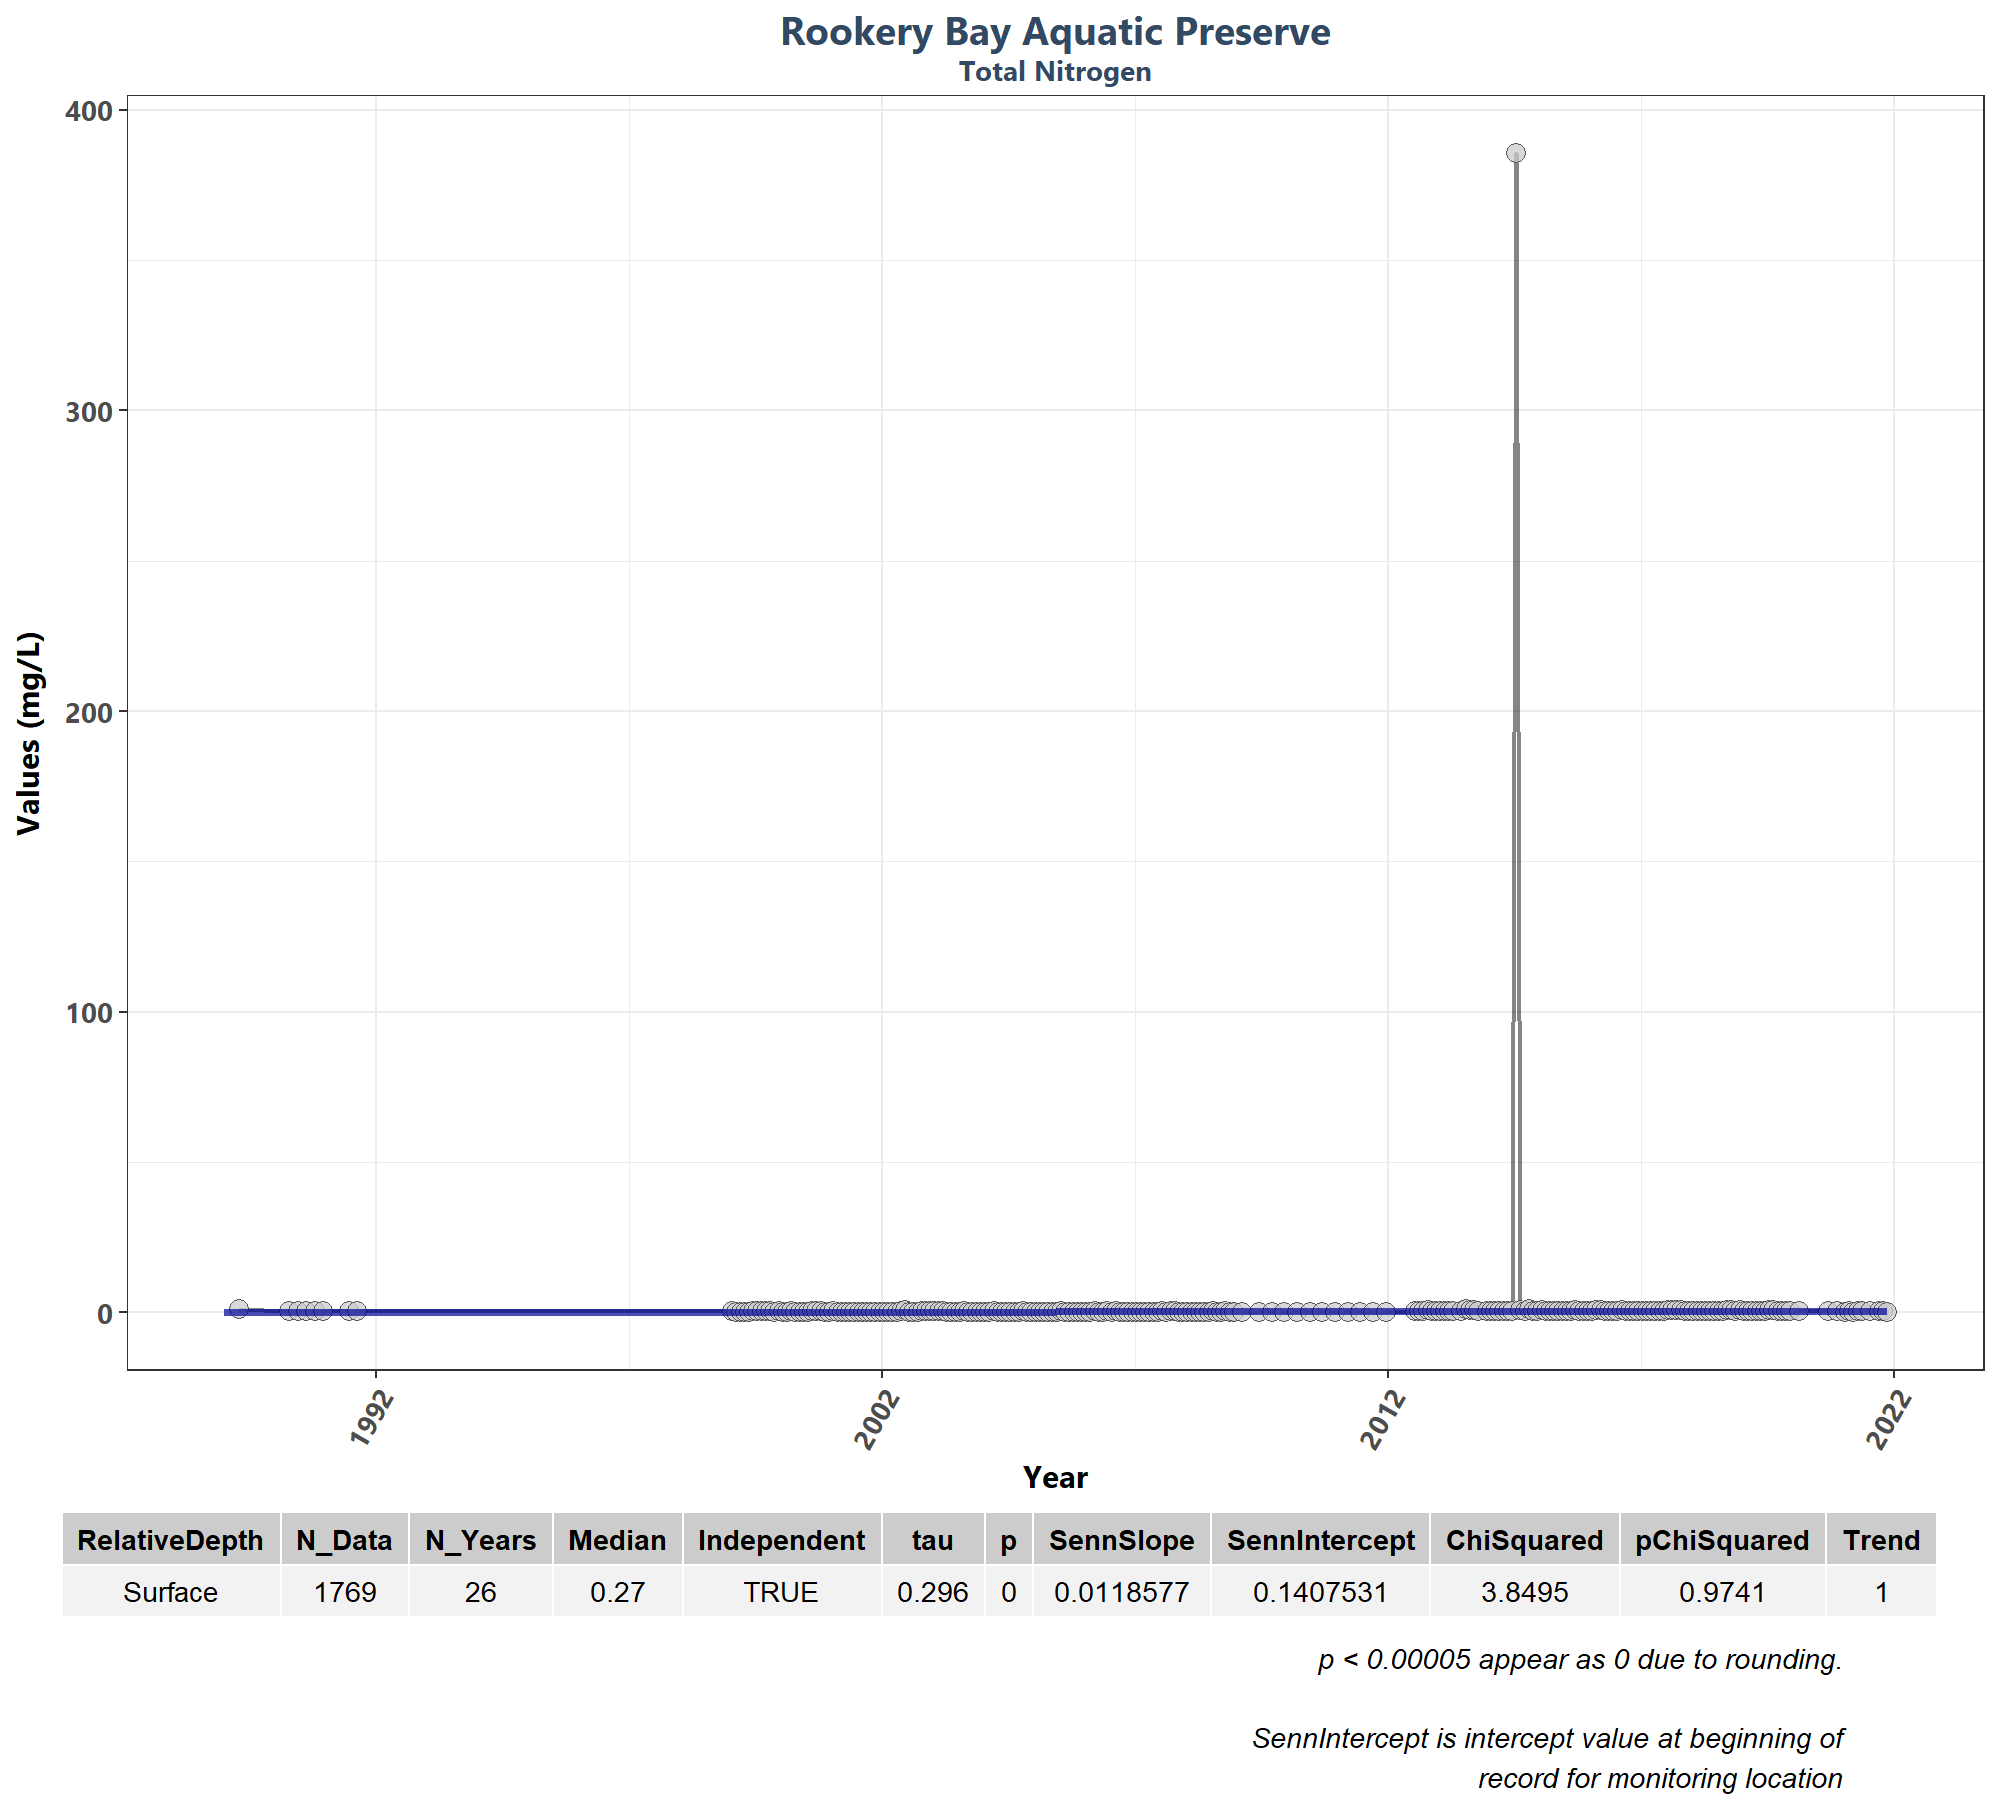 Rookery Bay Aquatic Preserve
Total Nitrogen
400
300
200
100
0
Values (mg/L)
1992
2002
2012
2022
Year
RelativeDepth N_Data N_Years Median Independent tau p SennSlope SennIntercept ChiSquared pChiSquared Trend
Surface 1769 26 0.27 TRUE 0.296 0 0.0118577 0.1407531 3.8495 0.9741 1
p < 0.00005 appear as 0 due to rounding.
SennIntercept is intercept value at beginning of
record for monitoring location